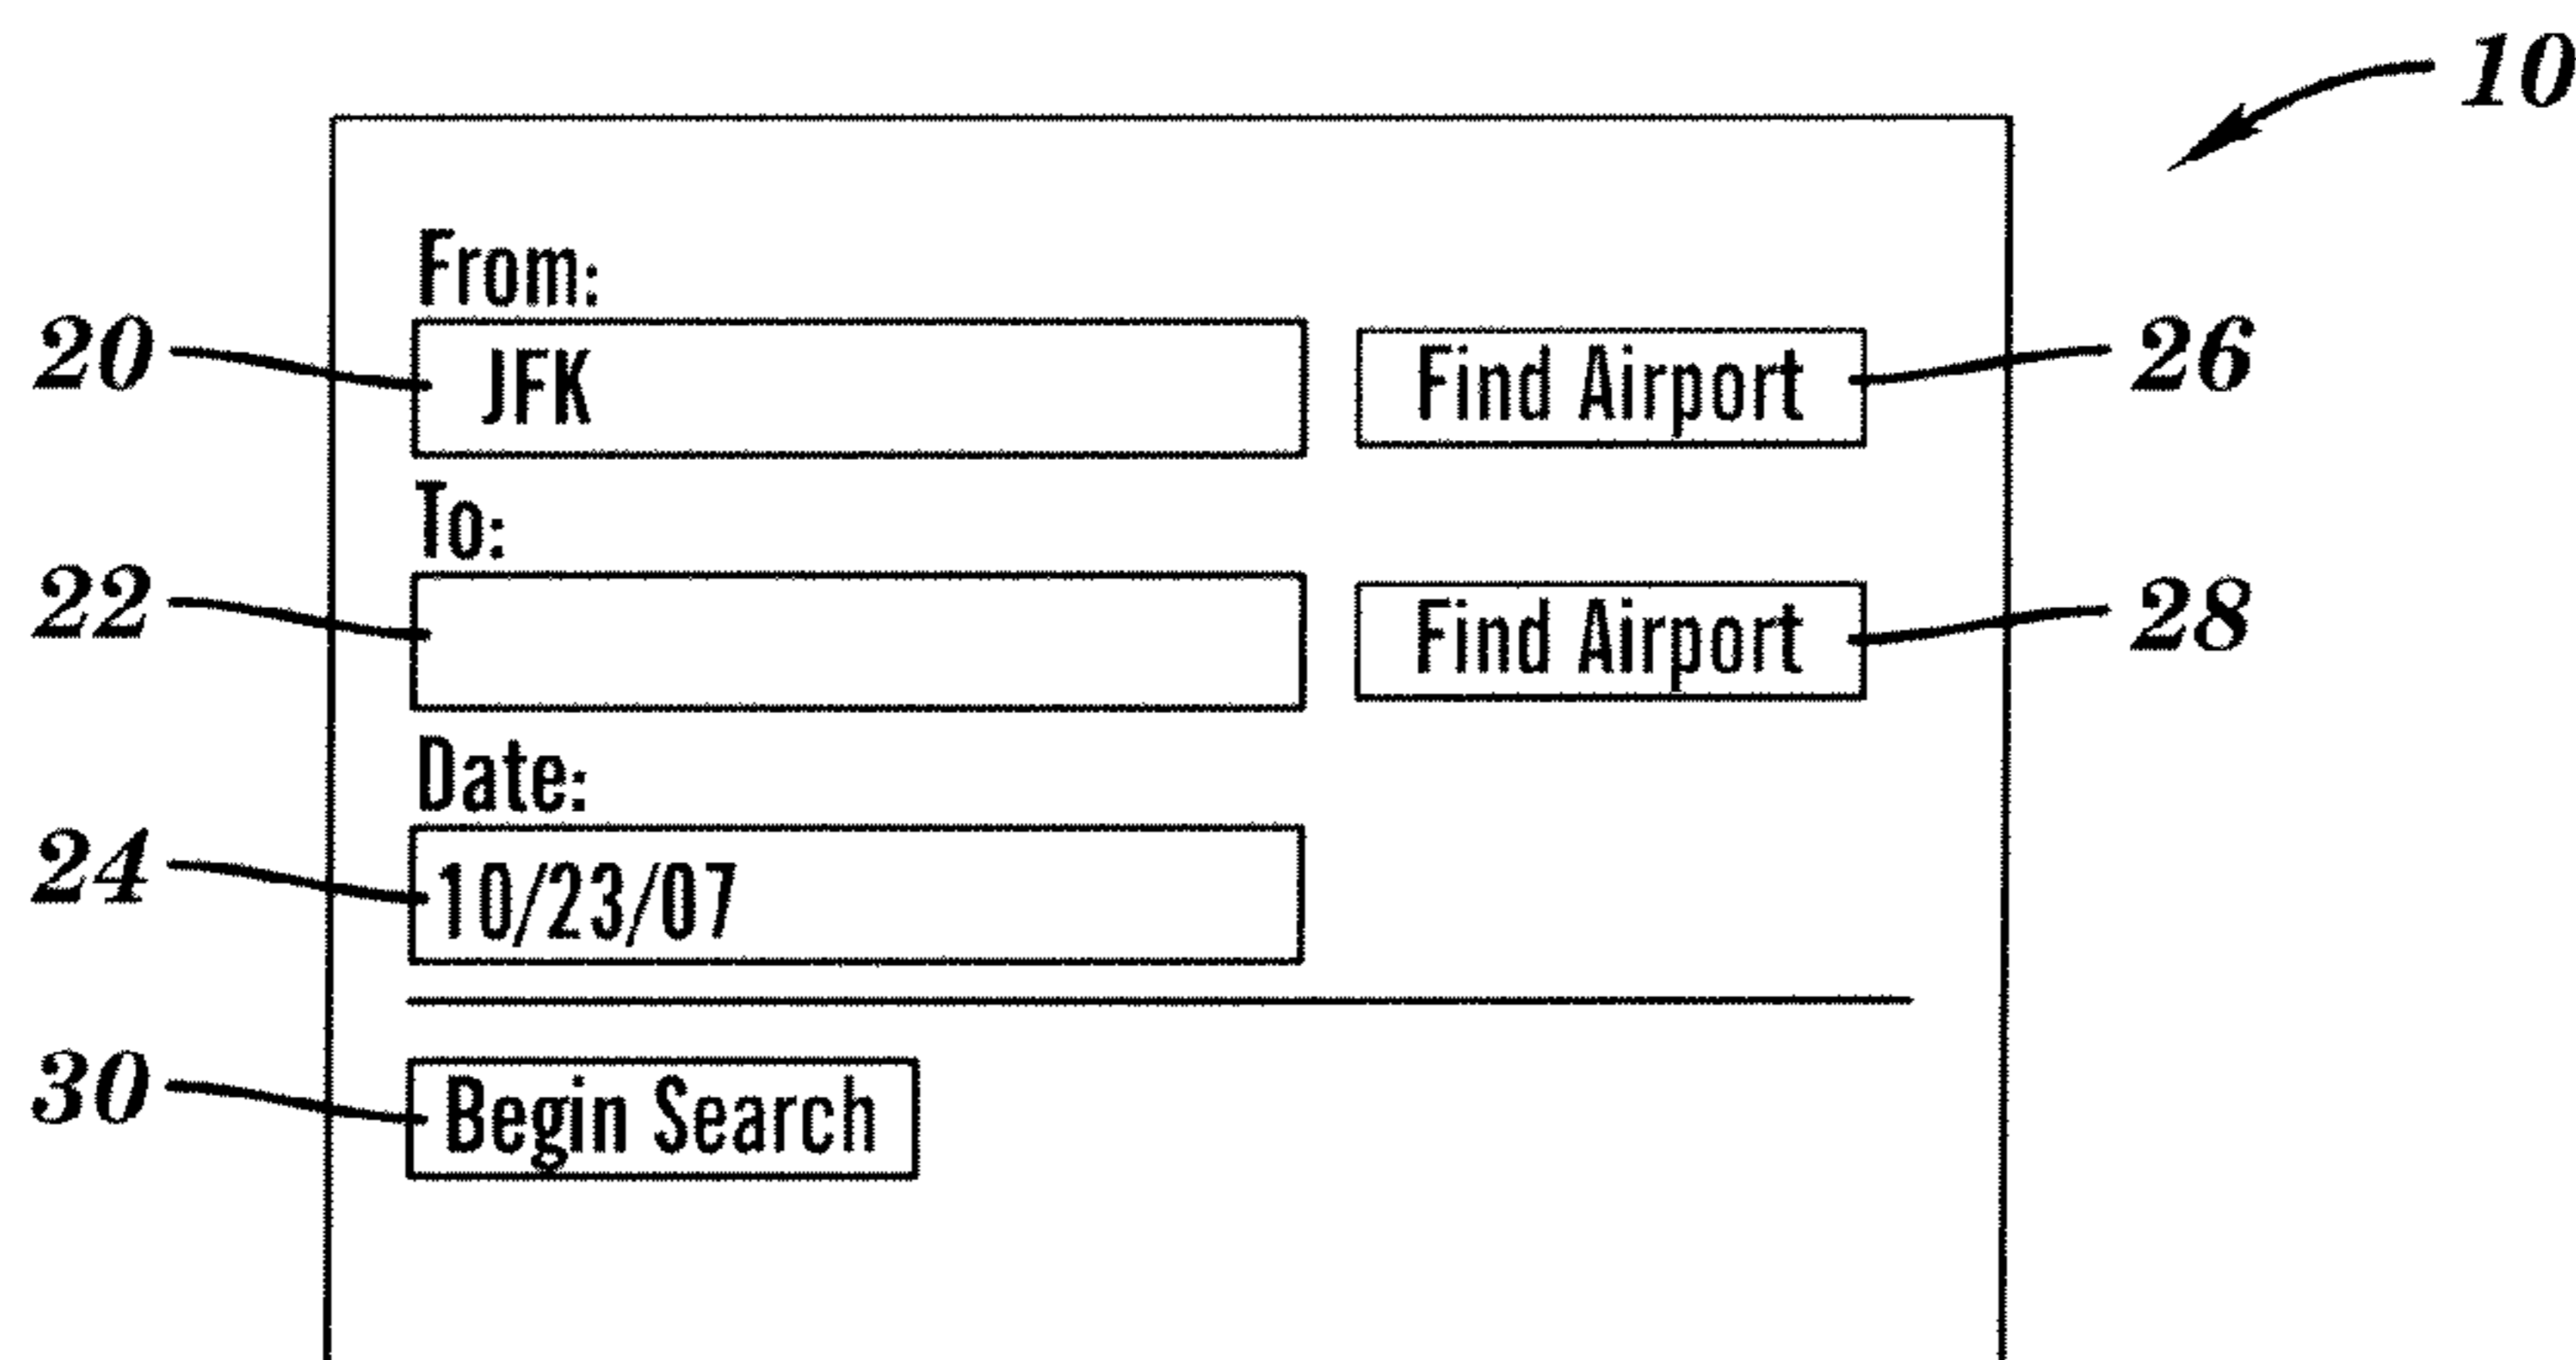 10
From:
20 JFK Find Airport 26
To:
22 Find Airport 28
Date:
24 10/23/07
30 Begin Search